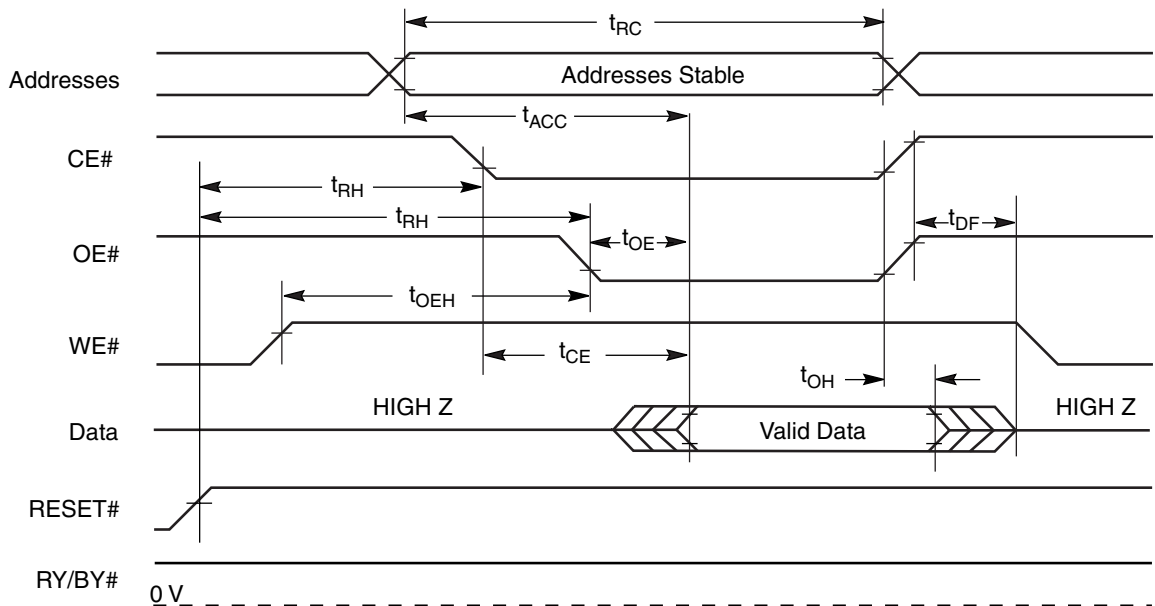 tRC
Addresses
Addresses Stable
tACC
CE#
tRH
tRH
tDF
OE#
tOE
tOEH
WE#
tCE
tOH
HIGH Z
HIGH Z
Data
Valid Data
RESET#
RY/BY#
0 V